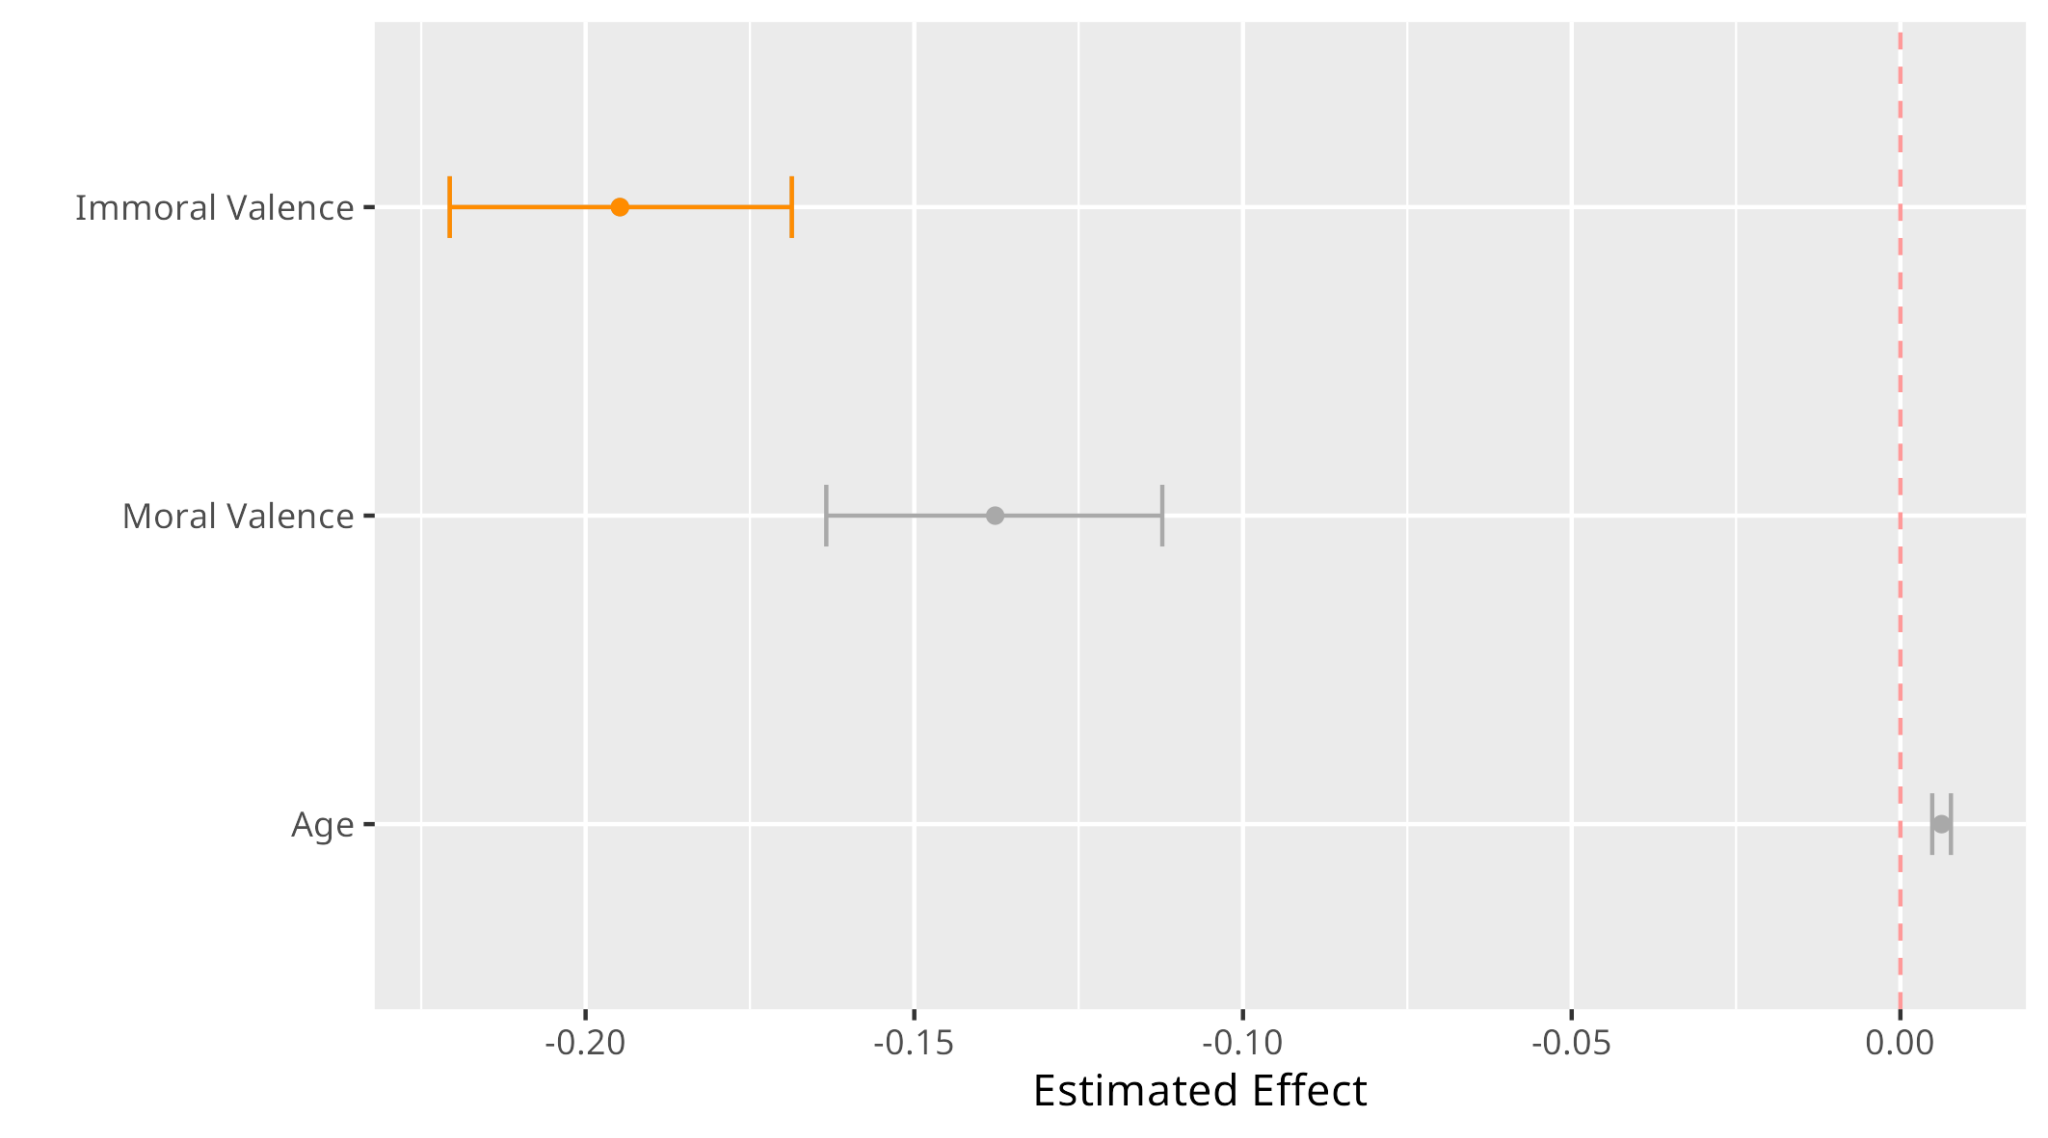 Immoral Valence
Moral Valence
Age
-0.20 -0.15 -0.10 -0.05 0.00
Estimated Effect